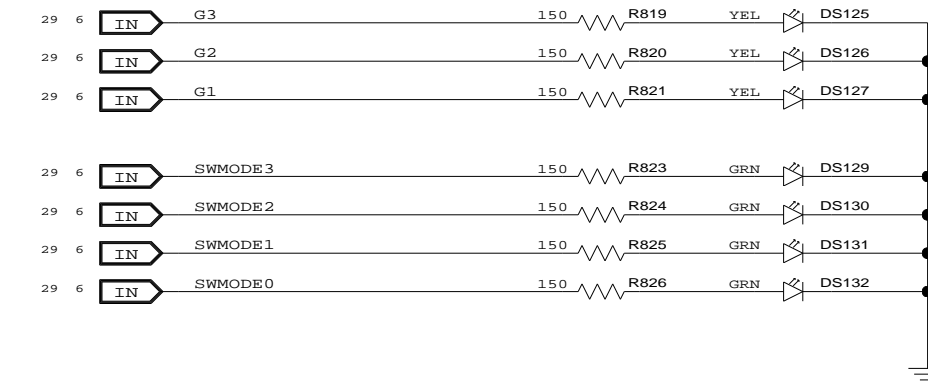 29 6 IN G3 150 R819 YEL DS125
29 6 IN G2 150 R820 YEL DS126
29 6 IN G1 150 R821 YEL DS127
29 6 IN SWMODE3 150 R823 GRN DS129
29 6 IN SWMODE2 150 R824 GRN DS130
29 6 IN SWMODE1 150 R825 GRN DS131
29 6 IN SWMODE0 150 R826 GRN DS132